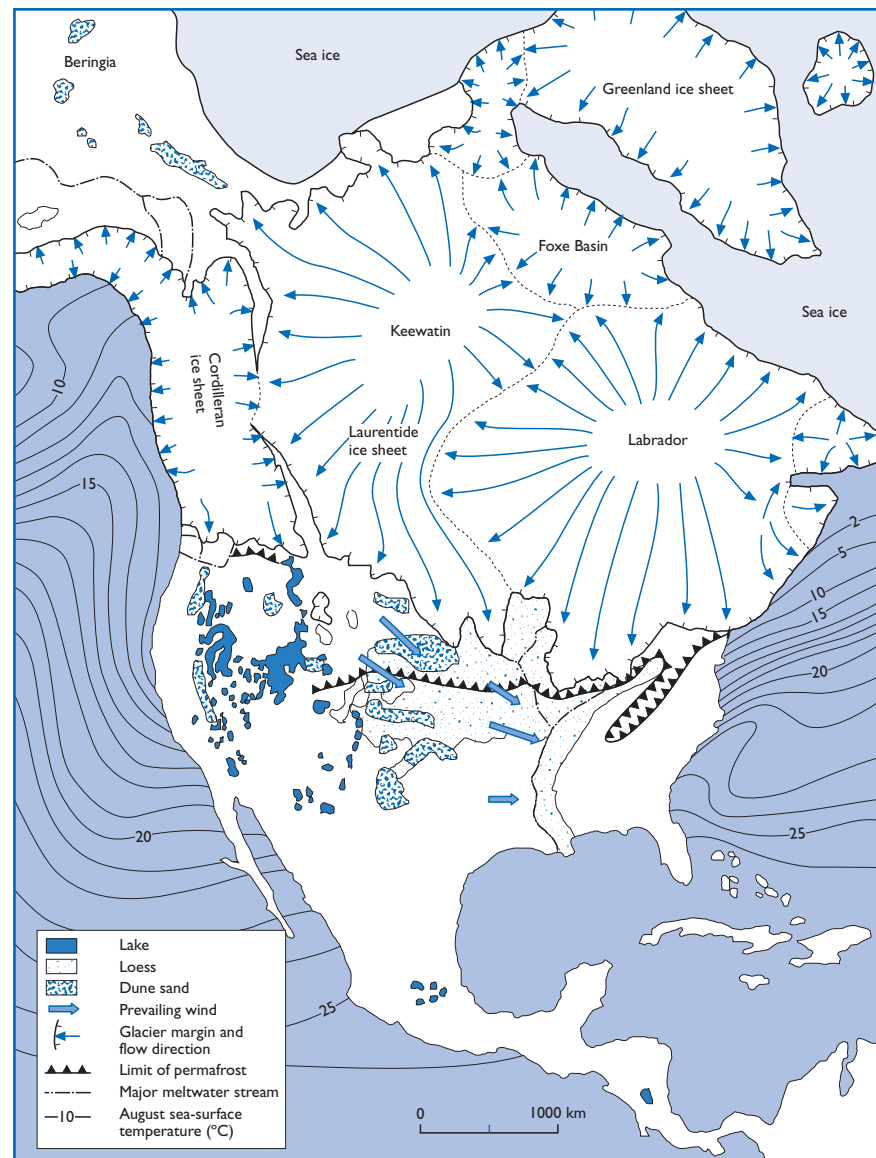 Beringia
Sea ice
Greenland ice sheet
Foxe Basin
Sea ice
Keewatin
Cordilleran
ice sheet
Laurentide
ice sheet
Labrador
10
15
20
25
2
5
10
15
20
25
Lake
Loess
Dune sand
Prevailing wind
Glacier margin and
flow direction
Limit of permafrost
Major meltwater stream
10
August sea-surface
temperature (ºC)
0
1000 km